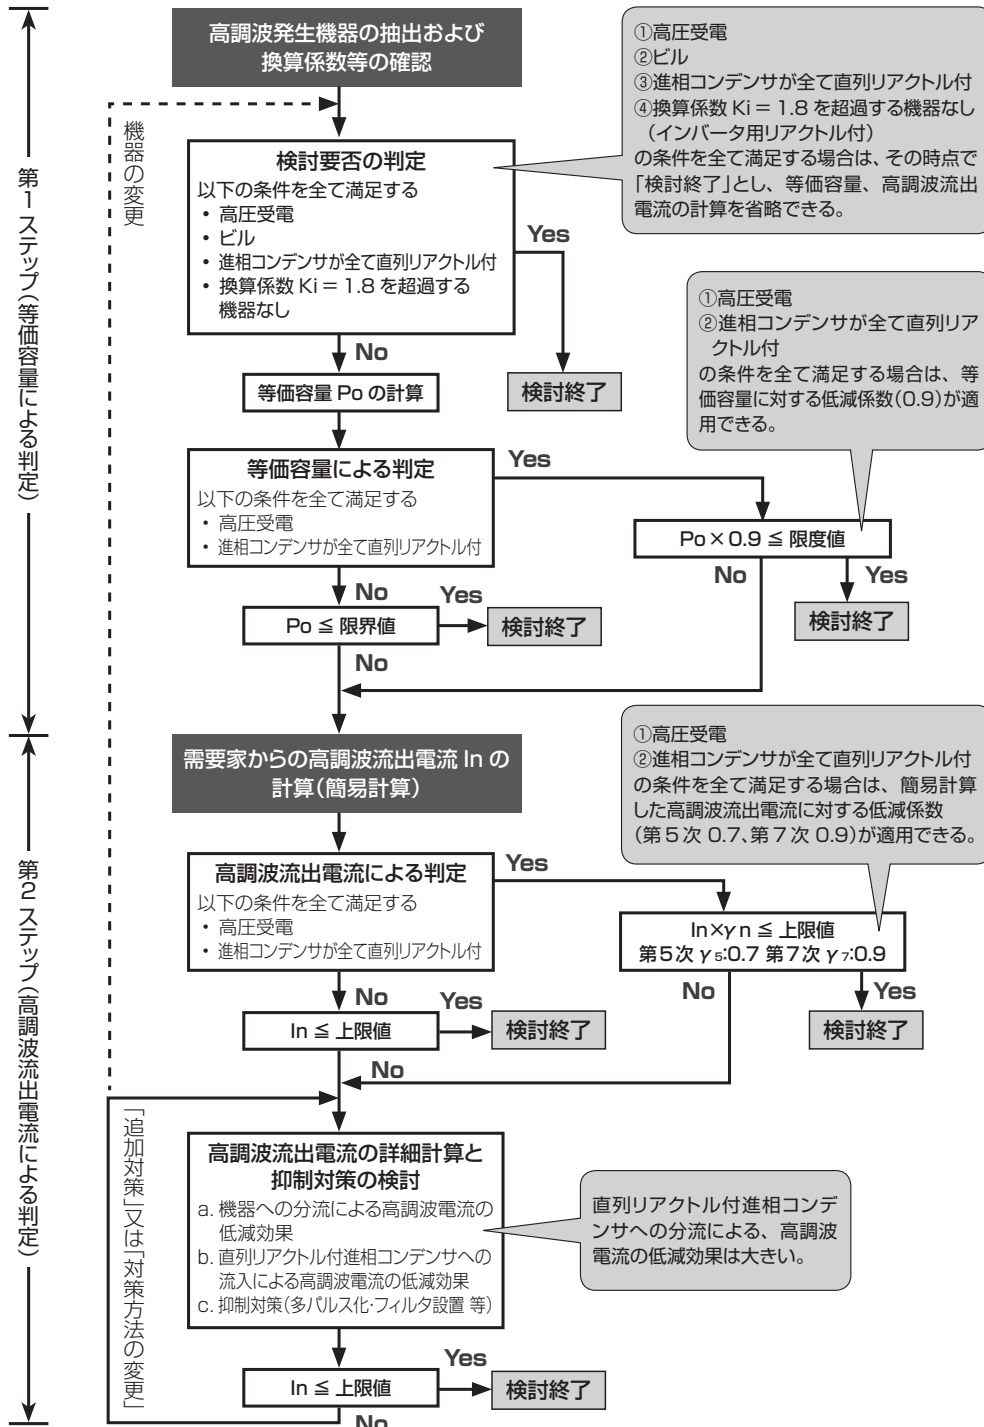 高調波発生機器の抽出および
換算係数等の確認
①高圧受電
②ビル
③進相コンデンサが全て直列リアクトル付
④換算係数 Ki = 1.8 を超過する機器なし
（インバータ用リアクトル付）
の条件を全て満足する場合は、その時点で
「検討終了」とし、等価容量、高調波流出
電流の計算を省略できる。
第1ステップ（等価容量による判定）
機器の変更
検討要否の判定
以下の条件を全て満足する
・ 高圧受電
・ ビル
・ 進相コンデンサが全て直列リアクトル付
・ 換算係数 Ki = 1.8 を超過する
機器なし
Yes
No
検討終了
等価容量 Po の計算
①高圧受電
②進相コンデンサが全て直列リア
クトル付
の条件を全て満足する場合は、等
価容量に対する低減係数（0.9）が適
用できる。
等価容量による判定
以下の条件を全て満足する
・ 高圧受電
・ 進相コンデンサが全て直列リアクトル付
Yes
Po × 0.9 ≦ 限度値
No
Yes
検討終了
No
Yes
Po ≦ 限界値
検討終了
No
第2ステップ（高調波流出電流による判定）
需要家からの高調波流出電流 In の
計算（簡易計算）
①高圧受電
②進相コンデンサが全て直列リアクトル付
の条件を全て満足する場合は、簡易計算
した高調波流出電流に対する低減係数
（第5次 0.7、第7次 0.9）が適用できる。
高調波流出電流による判定
以下の条件を全て満足する
・ 高圧受電
・ 進相コンデンサが全て直列リアクトル付
Yes
In×γn ≦ 上限値
第5次 γ5:0.7 第7次 γ7:0.9
No
Yes
検討終了
No
Yes
In ≦ 上限値
検討終了
No
「追加対策」又は「対策方法の変更」
高調波流出電流の詳細計算と
抑制対策の検討
a. 機器への分流による高調波電流の
低減効果
b. 直列リアクトル付進相コンデンサへの
流入による高調波電流の低減効果
c. 抑制対策（多パルス化・フィルタ設置 等）
直列リアクトル付進相コンデ
ンサへの分流による、高調波
電流の低減効果は大きい。
Yes
In ≦ 上限値
検討終了
No